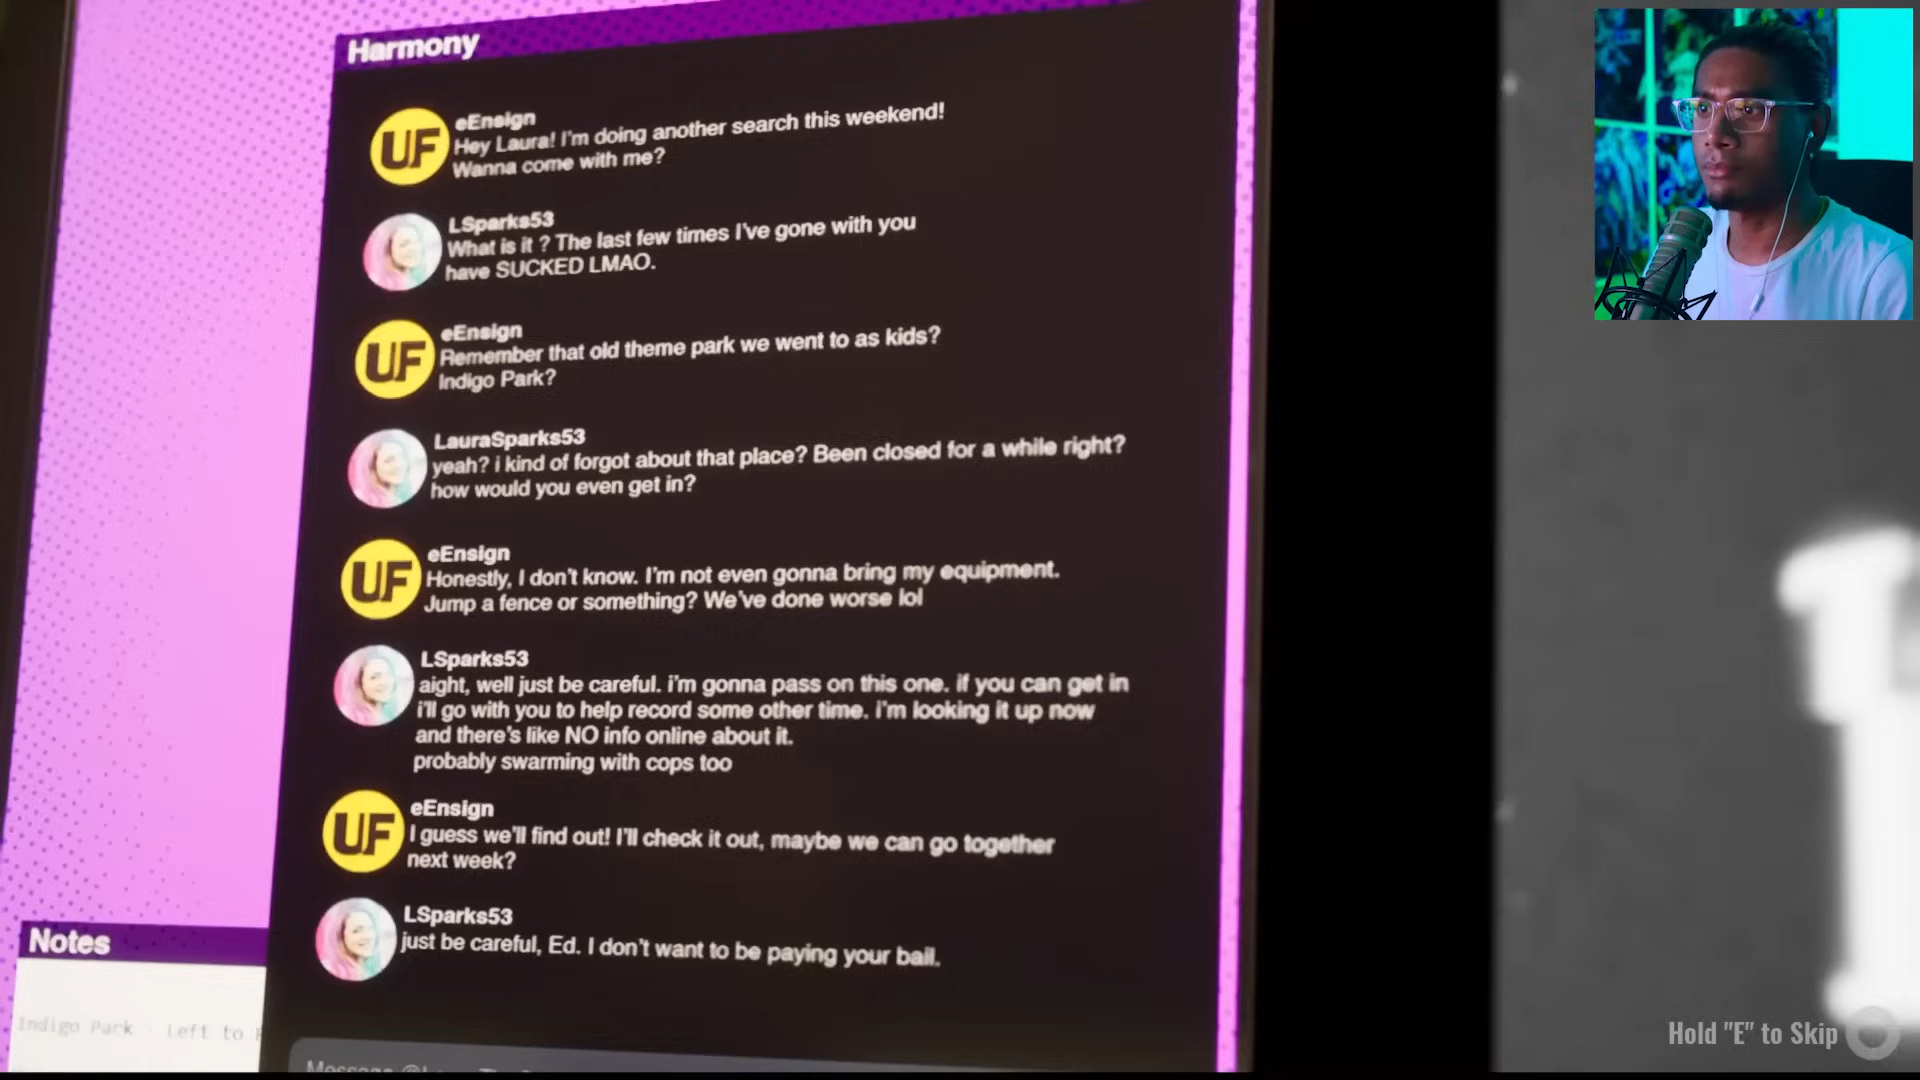 Harmony
UF
eEnsign
Hey Laura! I'm doing another search this weekend!
Wanna come with me?
LSparks53
What is it ? The last few times I've gone with you
have SUCKED LMAO.
UF
eEnsign
Remember that old theme park we went to as kids?
Indigo Park?
LauraSparks53
yeah? i kind of forgot about that place? Been closed for a while right?
how would you even get in?
UF
eEnsign
Honestly, I don't know. I'm not even gonna bring my equipment.
Jump a fence or something? We've done worse lol
LSparks53
aight, well just be careful. i'm gonna pass on this one. if you can get in
i'll go with you to help record some other time. i'm looking it up now
and there's like NO info online about it.
probably swarming with cops too
UF
eEnsign
I guess we'll find out! I'll check it out, maybe we can go together
next week?
LSparks53
just be careful, Ed. I don't want to be paying your bail.
Notes
Indigo Park Left to
Message
Hold "E" to Skip